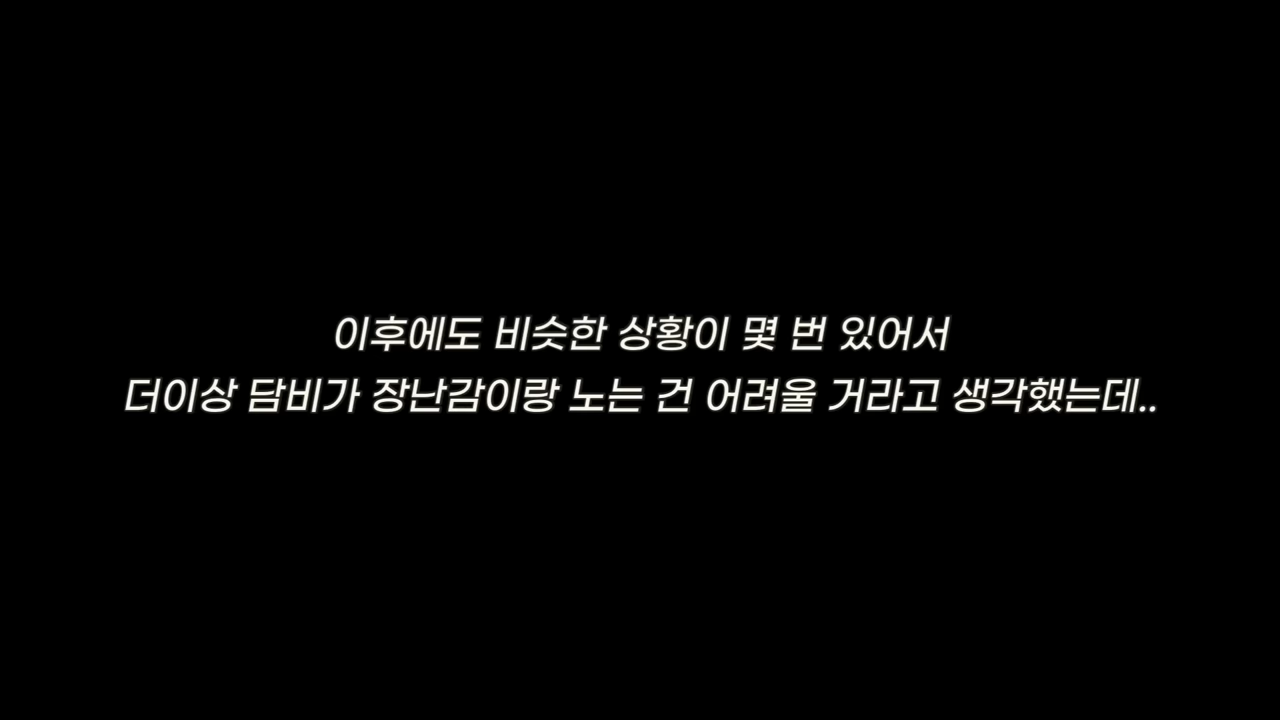 이후에도 비슷한 상황이 몇 번 있어서
더이상 담비가 장난감이랑 노는 건 어려울 거라고 생각했는데..